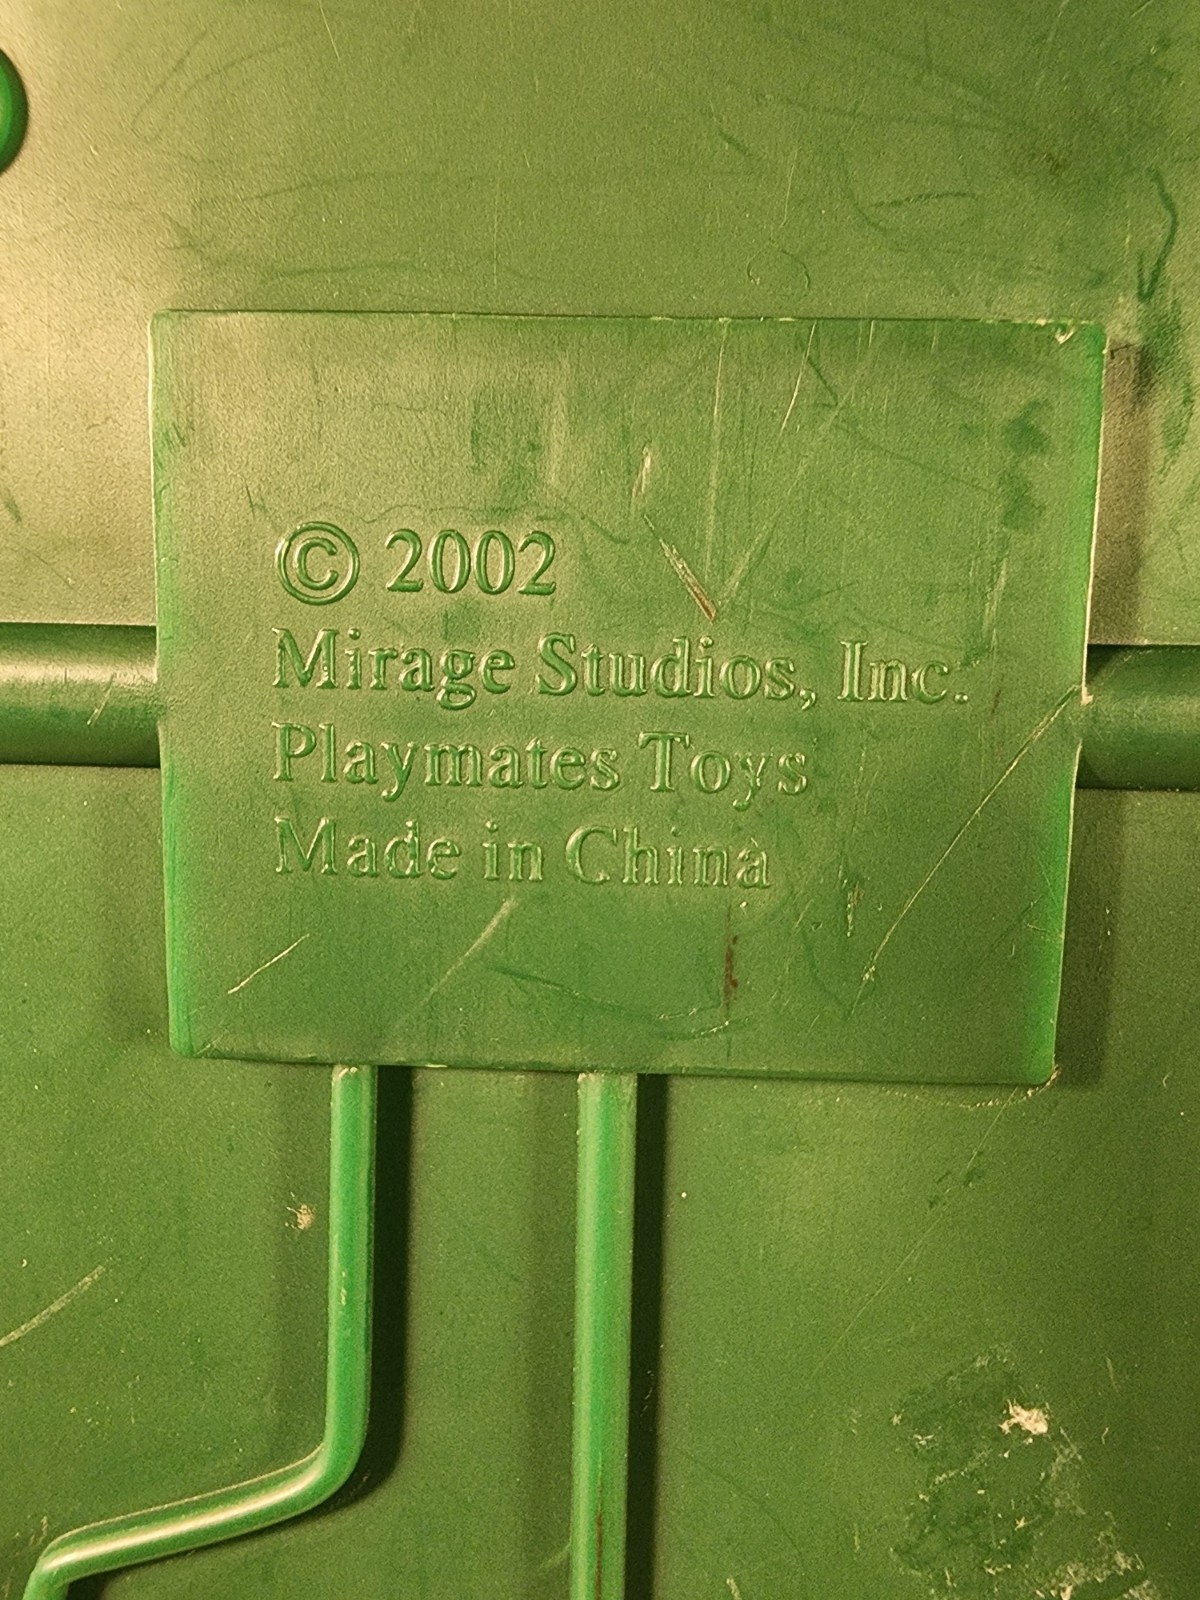 © 2002
Mirage Studios, Inc.
Playmates Toys
Made in China